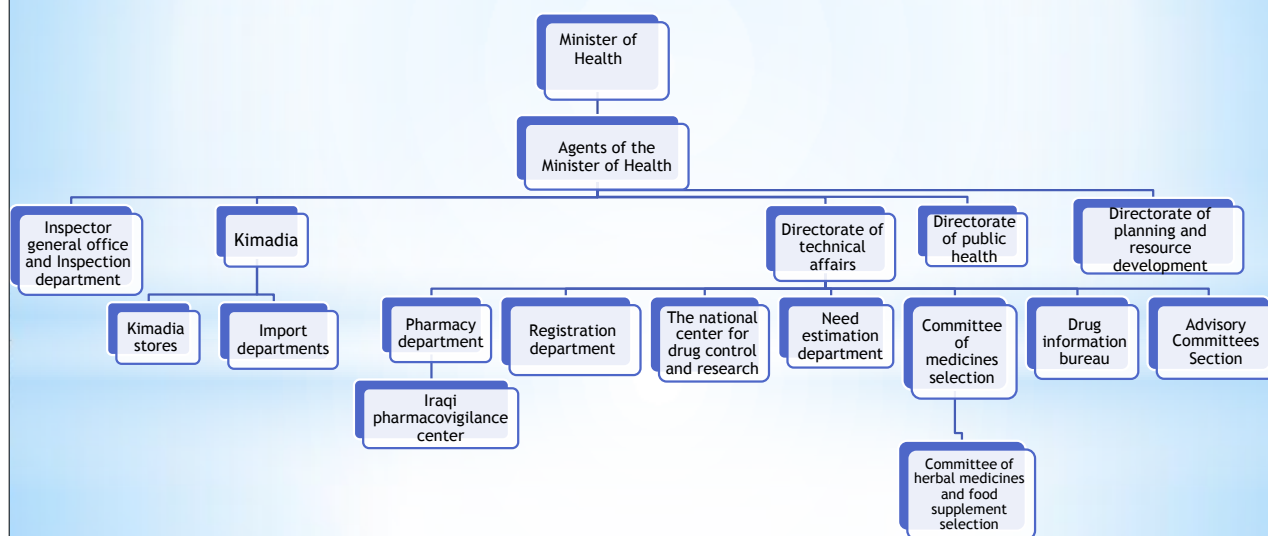 Minister of
Health
Agents of the
Minister of Health
Inspector
general office
and Inspection
department
Kimadia
Directorate of
technical
affairs
Directorate
of public
health
Directorate of
planning and
resource
development
Kimadia
stores
Import
departments
Pharmacy
department
Registration
department
The national
center for
drug control
and research
Need
estimation
department
Committee
of
medicines
selection
Drug
information
bureau
Advisory
Committees
Section
Iraqi
pharmacovigilance
center
Committee of
herbal medicines
and food
supplement
selection